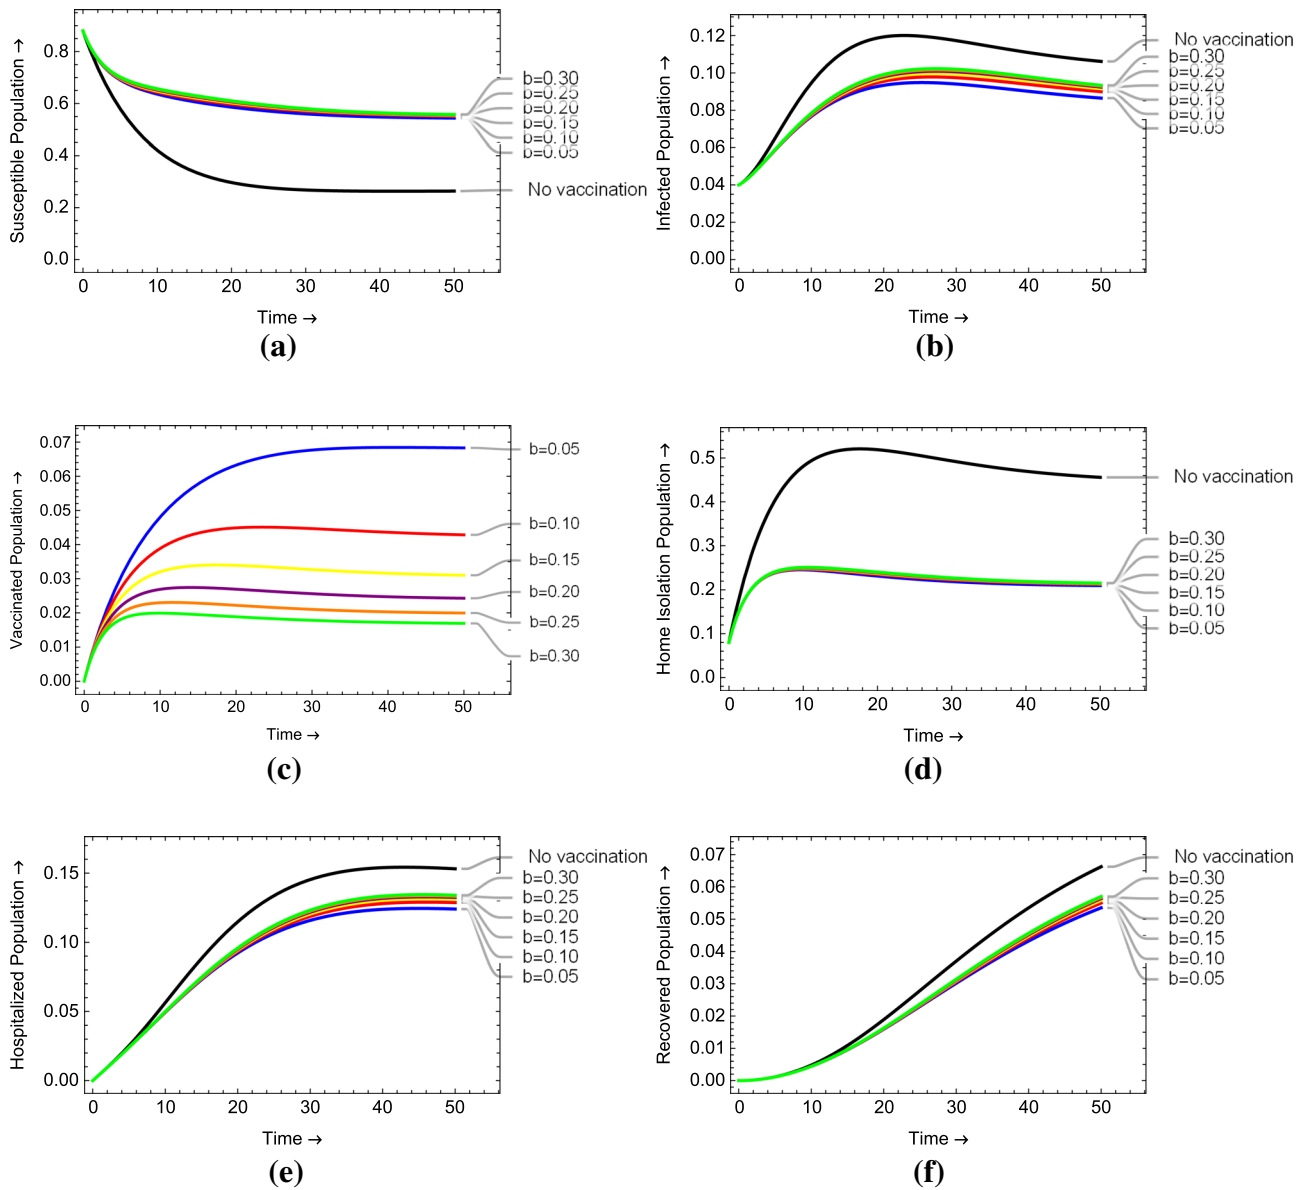 Susceptible Population →
0.8
0.6
0.4
0.2
0.0
0 10 20 30 40 50
Time →
b=0.30
b=0.25
b=0.20
b=0.15
b=0.10
b=0.05
No vaccination
(a)
Infected Population →
0.12
0.10
0.08
0.06
0.04
0.02
0.00
0 10 20 30 40 50
Time →
No vaccination
b=0.30
b=0.25
b=0.20
b=0.15
b=0.10
b=0.05
(b)
Vaccinated Population →
0.07
0.06
0.05
0.04
0.03
0.02
0.01
0.00
0 10 20 30 40 50
Time →
b=0.05
b=0.10
b=0.15
b=0.20
b=0.25
b=0.30
(c)
Home Isolation Population →
0.5
0.4
0.3
0.2
0.1
0.0
0 10 20 30 40 50
Time →
No vaccination
b=0.30
b=0.25
b=0.20
b=0.15
b=0.10
b=0.05
(d)
Hospitalized Population →
0.15
0.10
0.05
0.00
0 10 20 30 40 50
Time →
No vaccination
b=0.30
b=0.25
b=0.20
b=0.15
b=0.10
b=0.05
(e)
Recovered Population →
0.07
0.06
0.05
0.04
0.03
0.02
0.01
0.00
0 10 20 30 40 50
Time →
No vaccination
b=0.30
b=0.25
b=0.20
b=0.15
b=0.10
b=0.05
(f)